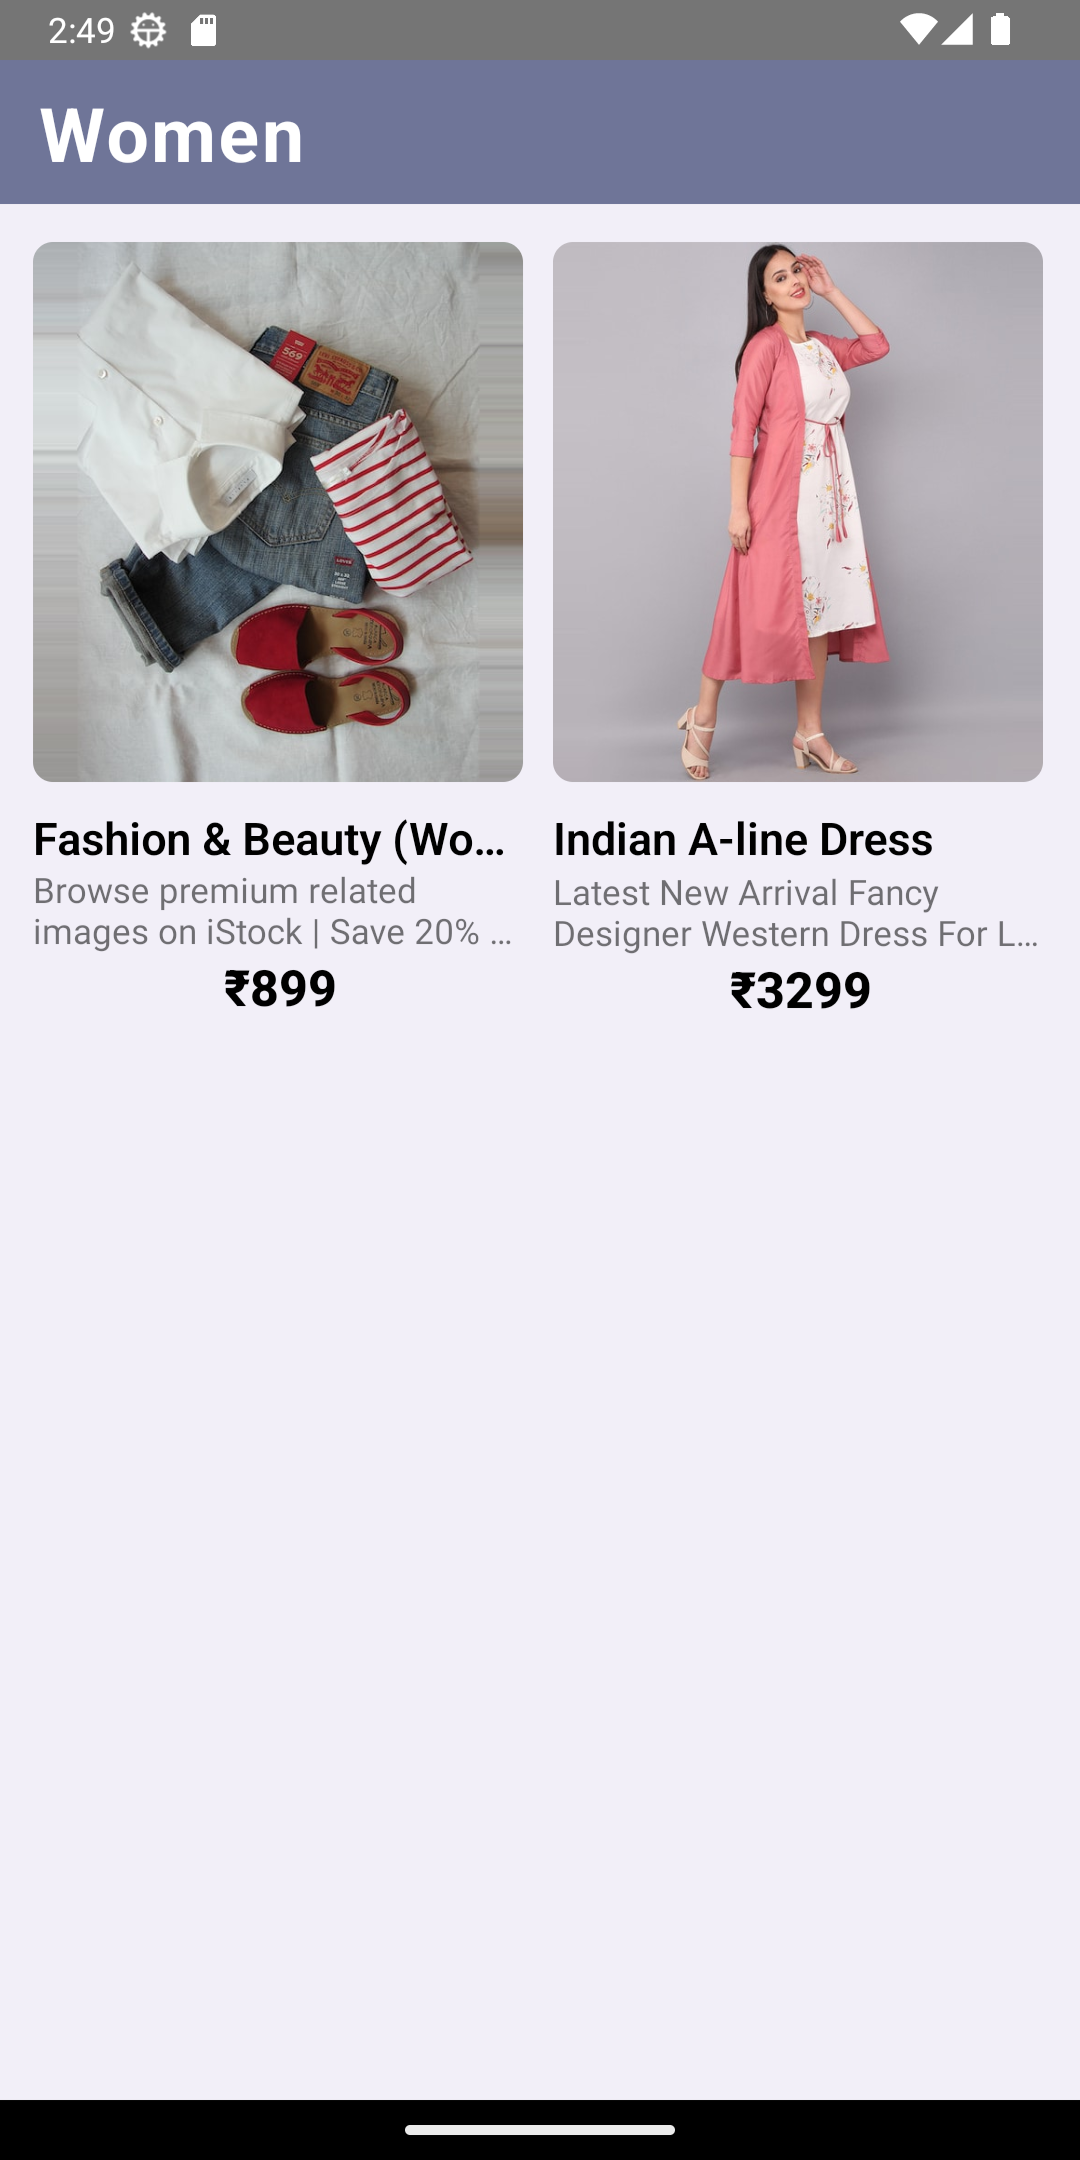 2:49
Women
569
Fashion & Beauty (Wo...
Browse premium related
images on iStock | Save 20% ...
₹899
Indian A-line Dress
Latest New Arrival Fancy
Designer Western Dress For L...
₹3299